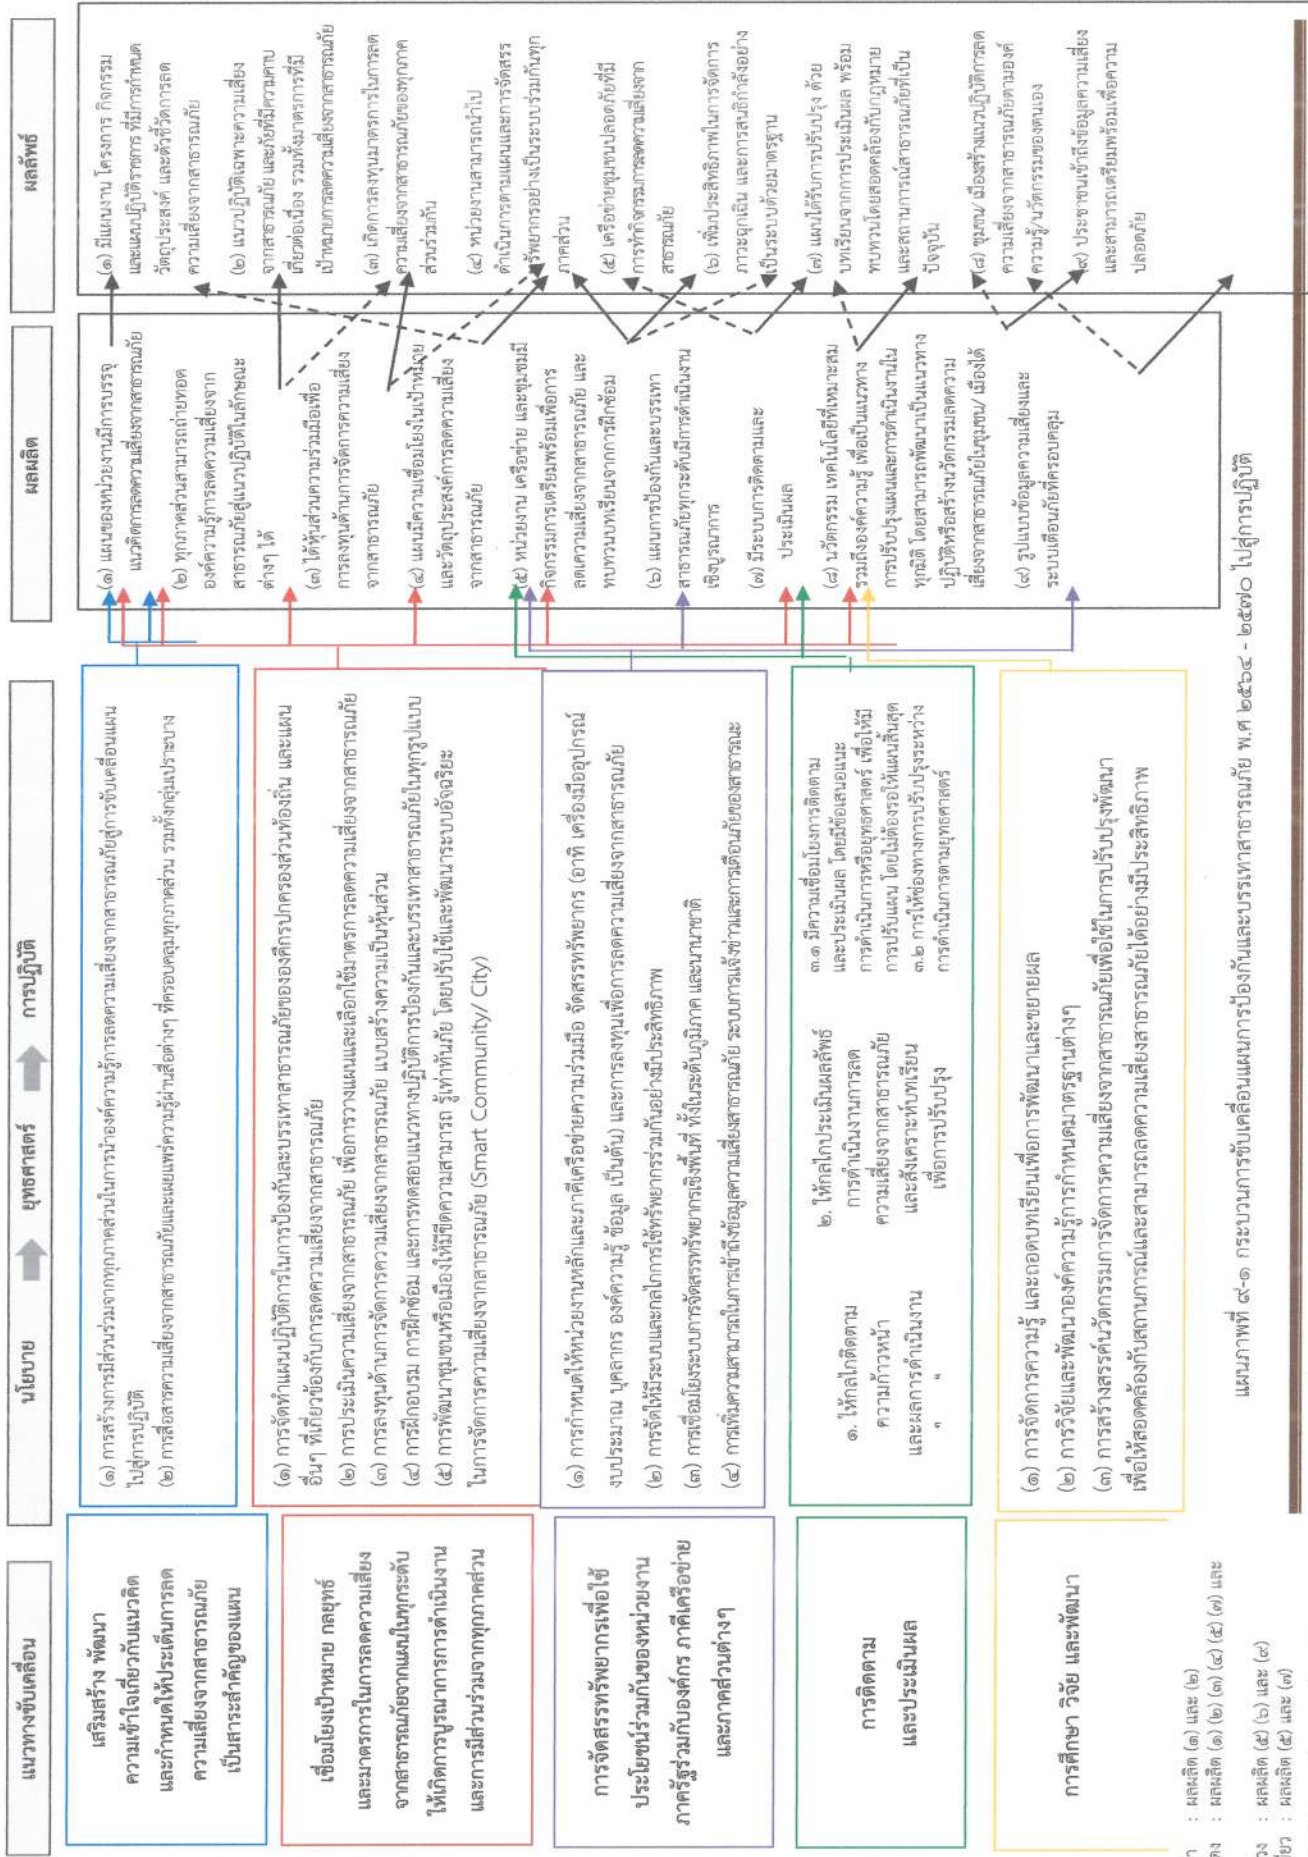 แนวทางขับเคลื่อน
นโยบาย
ยุทธศาสตร์
การปฏิบัติ
ผลผลิต
ผลลัพธ์
เสริมสร้าง พัฒนา
ความเข้าใจเกี่ยวกับแนวคิด
และกำหนดให้ประเด็นการลด
ความเสี่ยงจากสาธารณภัย
เป็นสาระสำคัญของแผน
(๑) การสร้างการมีส่วนร่วมจากทุกภาคส่วนในการนำองค์ความรู้การลดความเสี่ยงจากสาธารณภัยสู่การขับเคลื่อนแผน
ไปสู่การปฏิบัติ
(๒) การสื่อสารความเสี่ยงจากสาธารณภัยและเผยแพร่ความรู้ผ่านสื่อต่างๆ ที่ครอบคลุมทุกภาคส่วน รวมทั้งกลุ่มเปราะบาง
เชื่อมโยงเป้าหมาย กลยุทธ์
และมาตรการในการลดความเสี่ยง
จากสาธารณภัยจากแผนในทุกระดับ
ให้เกิดการบูรณาการการดำเนินงาน
และการมีส่วนร่วมจากทุกภาคส่วน
(๑) การจัดทำแผนปฏิบัติการในการป้องกันละบรรเทาสาธารณภัยขององค์กรปกครองส่วนท้องถิ่น และแผน
อื่นๆ ที่เกี่ยวข้องกับการลดความเสี่ยงจากสาธารณภัย
(๒) การประเมินความเสี่ยงจากสาธารณภัย เพื่อการวางแผนและเลือกใช้มาตรการลดความเสี่ยงจากสาธารณภัย
(๓) การลงทุนด้านการจัดการความเสี่ยงจากสาธารณภัย แบบสร้างความเป็นหุ้นส่วน
(๔) การฝึกอบรม การฝึกซ้อม และการทดสอบแนวทางปฏิบัติการป้องกันและบรรเทาสาธารณภัยในทุกรูปแบบ
(๕) การพัฒนาชุมชนหรือเมืองให้มีขีดความสามารถ รู้เท่าทันภัย โดยปรับใช้และพัฒนาระบบอัจฉริยะ
ในการจัดการความเสี่ยงจากสาธารณภัย (Smart Community/ City)
การจัดสรรทรัพยากรเพื่อใช้
ประโยชน์ร่วมกันของหน่วยงาน
ภาครัฐร่วมกับองค์กร ภาคีเครือข่าย
และภาคส่วนต่างๆ
(๑) การกำหนดให้หน่วยงานหลักและภาคีเครือข่ายความร่วมมือ จัดสรรทรัพยากร (อาทิ เครื่องมืออุปกรณ์
งบประมาณ บุคลากร องค์ความรู้ ข้อมูล เป็นต้น) และการลงทุนเพื่อการลดความเสี่ยงจากสาธารณภัย
(๒) การจัดให้มีระบบและกลไกการใช้ทรัพยากรร่วมกันอย่างมีประสิทธิภาพ
(๓) การเชื่อมโยงระบบการจัดสรรทรัพยากรเชิงพื้นที่ ทั้งในระดับภูมิภาค และนานาชาติ
(๔) การเพิ่มความสามารถในการเข้าถึงข้อมูลความเสี่ยงสาธารณภัย ระบบการแจ้งข่าวและการเตือนภัยของสาธารณะ
การติดตาม
และประเมินผล
๑. ให้กลไกติดตาม
ความก้าวหน้า
และผลการดำเนินงาน
๒. ให้กลไกประเมินผลลัพธ์
การดำเนินงานการลด
ความเสี่ยงจากสาธารณภัย
และสังเคราะห์บทเรียน
เพื่อการปรับปรุง
๓.๑ มีความเชื่อมโยงการติดตาม
และประเมินผล โดยมีข้อเสนอแนะ
การดำเนินการหรือยุทธศาสตร์ เพื่อให้มี
การปรับแผน โดยไม่ต้องรอให้แผนสิ้นสุด
๓.๒ การให้ช่องทางการปรับปรุงระหว่าง
การดำเนินการตามยุทธศาสตร์
การศึกษา วิจัย และพัฒนา
(๑) การจัดการความรู้ และถอดบทเรียนเพื่อการพัฒนาและขยายผล
(๒) การวิจัยและพัฒนาองค์ความรู้การกำหนดมาตรฐานต่างๆ
(๓) การสร้างสรรค์นวัตกรรมการจัดการความเสี่ยงจากสาธารณภัยเพื่อใช้ในการปรับปรุงพัฒนา
เพื่อให้สอดคล้องกับสถานการณ์และสามารถลดความเสี่ยงสาธารณภัยได้อย่างมีประสิทธิภาพ
(๑) แผนของหน่วยงานมีการบรรจุ
แนวคิดการลดความเสี่ยงจากสาธารณภัย
(๒) ทุกภาคส่วนสามารถถ่ายทอด
องค์ความรู้การลดความเสี่ยงจาก
สาธารณภัยสู่แนวปฏิบัติในลักษณะ
ต่างๆ ได้
(๓) ได้หุ้นส่วนความร่วมมือเพื่อ
การลงทุนด้านการจัดการความเสี่ยง
จากสาธารณภัย
(๔) แผนมีความเชื่อมโยงในเป้าหมาย
และวัตถุประสงค์การลดความเสี่ยง
จากสาธารณภัย
(๕) หน่วยงาน เครือข่าย และชุมชมมี
กิจกรรมการเตรียมพร้อมเพื่อการ
ลดความเสี่ยงจากสาธารณภัย และ
ทบทวนบทเรียนจากการฝึกซ้อม
(๖) แผนการป้องกันและบรรเทา
สาธารณภัยทุกระดับมีการดำเนินงาน
เชิงบูรณาการ
(๗) มีระบบการติดตามและ
ประเมินผล
(๘) นวัตกรรม เทคโนโลยีที่เหมาะสม
รวมถึงองค์ความรู้ เพื่อเป็นแนวทาง
การปรับปรุงแผนและการดำเนินงานใน
ทุกมิติ โดยสามารถพัฒนาเป็นแนวทาง
ปฏิบัติหรือสร้างนวัตกรรมลดความ
เสี่ยงจากสาธารณภัยในชุมชน/ เมืองได้
(๙) รูปแบบข้อมูลความเสี่ยงและ
ระบบเตือนภัยที่ครอบคลุม
(๑) มีแผนงาน โครงการ กิจกรรม
และแผนปฏิบัติราชการ ที่มีการกำหนด
วัตถุประสงค์ และตัวชี้วัดการลด
ความเสี่ยงจากสาธารณภัย
(๒) แนวปฏิบัติเฉพาะความเสี่ยง
จากสาธารณภัย และภัยที่มีความคาบ
เกี่ยวต่อเนื่อง รวมทั้งมาตรการที่มี
เป้าหมายการลดความเสี่ยงจากสาธารณภัย
(๓) เกิดการลงทุนมาตรการในการลด
ความเสี่ยงจากสาธารณภัยของทุกภาค
ส่วนร่วมกัน
(๔) หน่วยงานสามารถนำไป
ดำเนินการตามแผนและการจัดสรร
ทรัพยากรอย่างเป็นระบบร่วมกันทุก
ภาคส่วน
(๕) เครือข่ายชุมชนปลอดภัยที่มี
การทำกิจกรรมการลดความเสี่ยงจาก
สาธารณภัย
(๖) เพิ่มประสิทธิภาพในการจัดการ
ภาวะฉุกเฉิน และการสนธิกำลังอย่าง
เป็นระบบด้วยมาตรฐาน
(๗) แผนได้รับการปรับปรุง ด้วย
บทเรียนจากการประเมินผล พร้อม
ทบทวนโดยสอดคล้องกับกฎหมาย
และสถานการณ์สาธารณภัยที่เป็น
ปัจจุบัน
(๘) ชุมชน/ เมืองสร้างแนวปฏิบัติการลด
ความเสี่ยงจากสาธารณภัยตามองค์
ความรู้/นวัตกรรมของตนเอง
(๙) ประชาชนเข้าถึงข้อมูลความเสี่ยง
และสามารถเตรียมพร้อมเพื่อความ
ปลอดภัย
: ผลผลิต (๑) และ (๒)
: ผลผลิต (๑) (๒) (๓) (๔) (๕) (๗) และ
: ผลผลิต (๕) (๖) และ (๙)
: ผลผลิต (๕) และ (๗)
แผนภาพที่ ๙-๑ กระบวนการขับเคลื่อนแผนการป้องกันและบรรเทาสาธารณภัย พ.ศ ๒๕๖๔ - ๒๕๗๐ ไปสู่การปฏิบัติ